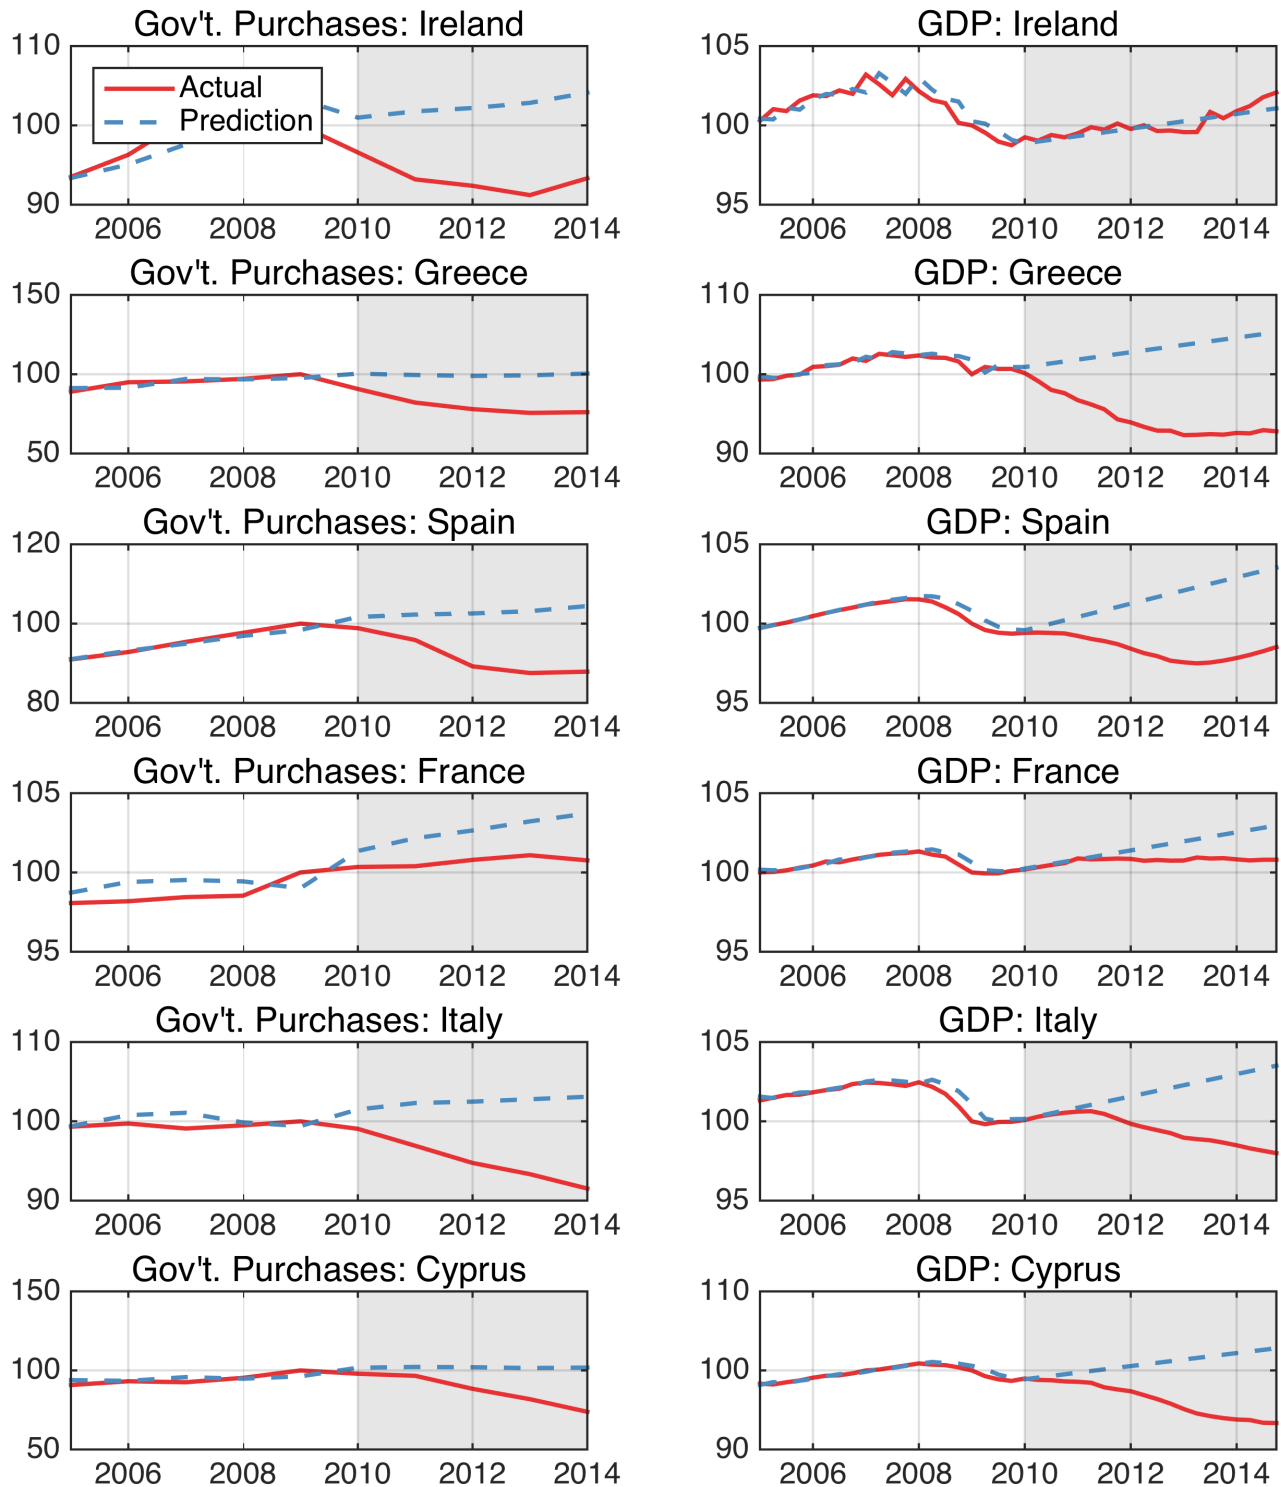 Gov't. Purchases: Ireland
GDP: Ireland
110
100
90
Actual
Prediction
2006 2008 2010 2012 2014
105
100
95
2006 2008 2010 2012 2014
Gov't. Purchases: Greece
GDP: Greece
150
100
50
2006 2008 2010 2012 2014
110
100
90
2006 2008 2010 2012 2014
Gov't. Purchases: Spain
GDP: Spain
120
100
80
2006 2008 2010 2012 2014
105
100
95
2006 2008 2010 2012 2014
Gov't. Purchases: France
GDP: France
105
100
95
2006 2008 2010 2012 2014
105
100
95
2006 2008 2010 2012 2014
Gov't. Purchases: Italy
GDP: Italy
110
100
90
2006 2008 2010 2012 2014
105
100
95
2006 2008 2010 2012 2014
Gov't. Purchases: Cyprus
GDP: Cyprus
150
100
50
2006 2008 2010 2012 2014
110
100
90
2006 2008 2010 2012 2014